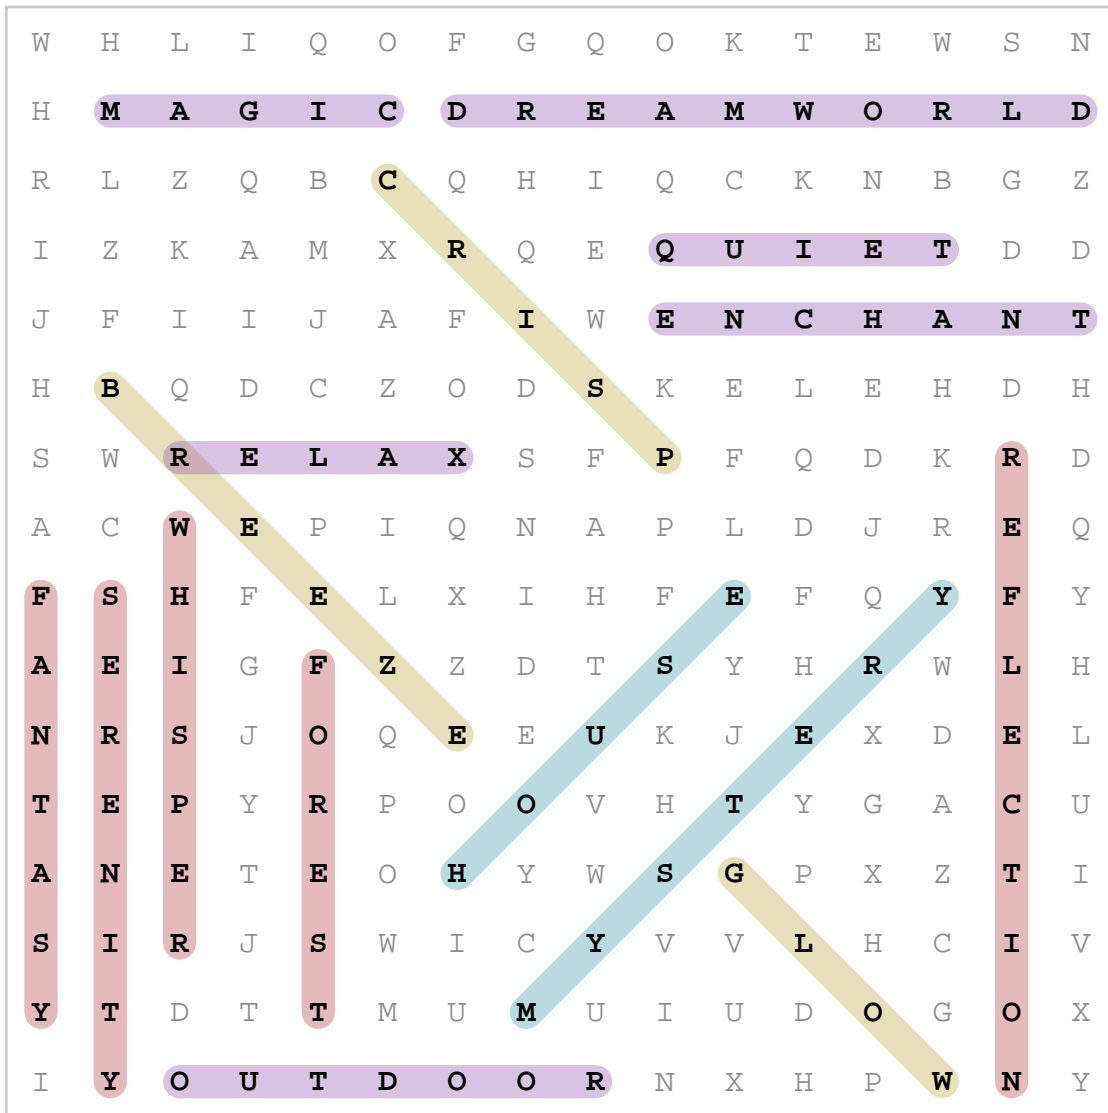 W H L I Q O F G Q O K T E W S N
H M A G I C D R E A M W O R L D
R L Z Q B C Q H I Q C K N B G Z
I Z K A M X R Q E Q U I E T D D
J F I I J A F I W E N C H A N T
H B Q D C Z O D S K E L E H D H
S W R E L A X S F P F Q D K R D
A C W E P I Q N A P L D J R E Q
F S H F E L X I H F E F Q Y F Y
A E I G F Z Z D T S Y H R W L H
N R S J O Q E E U K J E X D E L
T E P Y R P O O V H T Y G A C U
A N E T E O H Y W S G P X Z T I
S I R J S W I C Y V V L H C I V
Y T D T T M U M U I U D O G O X
I Y O U T D O O R N X H P W N Y